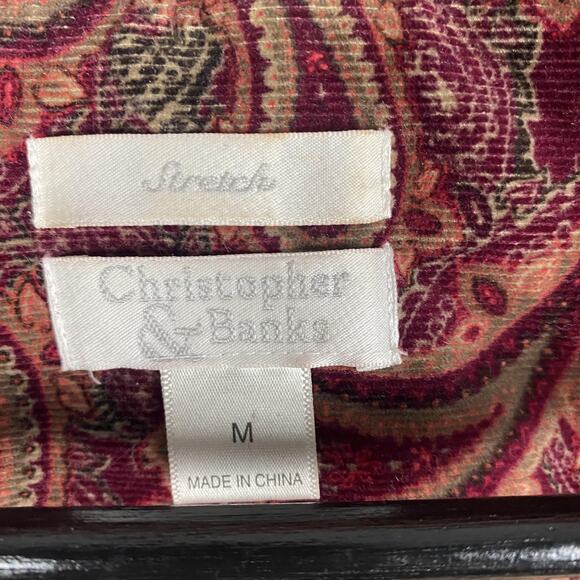 Stretch
Christopher
& Banks
M
MADE IN CHINA